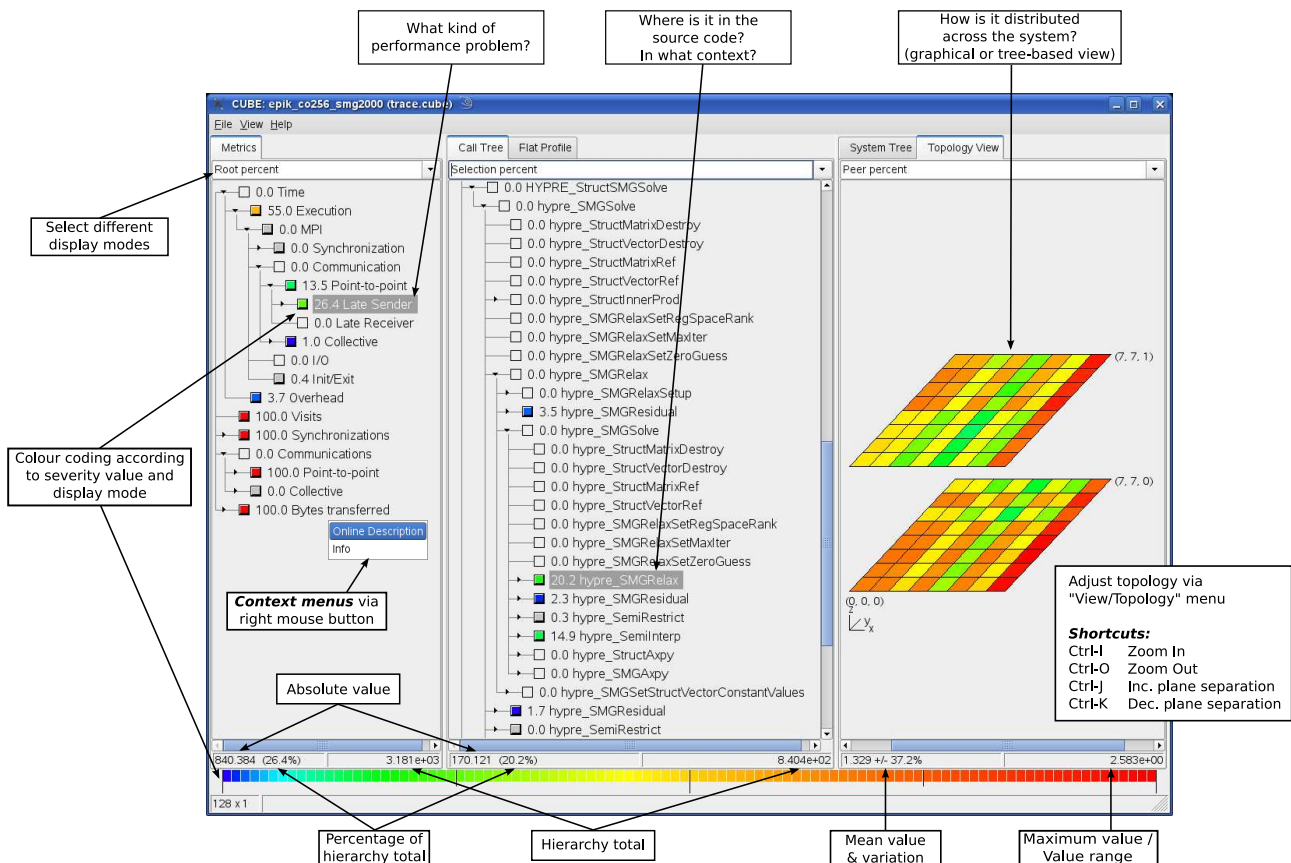 What kind of
performance problem?
Where is it in the
source code?
In what context?
How is it distributed
across the system?
(graphical or tree-based view)
CUBE: epik_co256_smg2000 (trace.cube)
File View Help
Metrics
Call Tree
Flat Profile
System Tree
Topology View
Root percent
Selection percent
Peer percent
Select different
display modes
Colour coding according
to severity value and
display mode
0.0 Time
55.0 Execution
0.0 MPI
0.0 Synchronization
0.0 Communication
13.5 Point-to-point
26.4 Late Sender
0.0 Late Receiver
1.0 Collective
0.0 I/O
0.4 Init/Exit
3.7 Overhead
100.0 Visits
100.0 Synchronizations
0.0 Communications
100.0 Point-to-point
0.0 Collective
100.0 Bytes transferred
Online Description
Info
Context menus via
right mouse button
0.0 HYPRE_StructSMGSolve
0.0 hypre_SMGSolve
0.0 hypre_StructMatrixDestroy
0.0 hypre_StructVectorDestroy
0.0 hypre_StructMatrixRef
0.0 hypre_StructVectorRef
0.0 hypre_StructInnerProd
0.0 hypre_SMGRelaxSetRegSpaceRank
0.0 hypre_SMGRelaxSetMaxIter
0.0 hypre_SMGRelaxSetZeroGuess
0.0 hypre_SMGRelax
0.0 hypre_SMGRelaxSetup
3.5 hypre_SMGResidual
0.0 hypre_SMGSolve
0.0 hypre_StructMatrixDestroy
0.0 hypre_StructVectorDestroy
0.0 hypre_StructMatrixRef
0.0 hypre_StructVectorRef
0.0 hypre_SMGRelaxSetRegSpaceRank
0.0 hypre_SMGRelaxSetMaxIter
0.0 hypre_SMGRelaxSetZeroGuess
20.2 hypre_SMGRelax
2.3 hypre_SMGResidual
0.3 hypre_SemiRestrict
14.9 hypre_SemiInterp
0.0 hypre_StructAxpy
0.0 hypre_SMGAxpy
0.0 hypre_SMGSetStructVectorConstantValues
1.7 hypre_SMGResidual
0.0 hypre_SemiRestrict
(7, 7, 1)
(7, 7, 0)
(0, 0, 0)
z
y
x
Adjust topology via
"View/Topology" menu
Shortcuts:
Ctrl-I Zoom In
Ctrl-O Zoom Out
Ctrl-J Inc. plane separation
Ctrl-K Dec. plane separation
Absolute value
840.384 (26.4%)
3.181e+03
170.121 (20.2%)
8.404e+02
1.329 +/- 37.2%
2.583e+00
128 x 1
Percentage of
hierarchy total
Hierarchy total
Mean value
& variation
Maximum value /
Value range